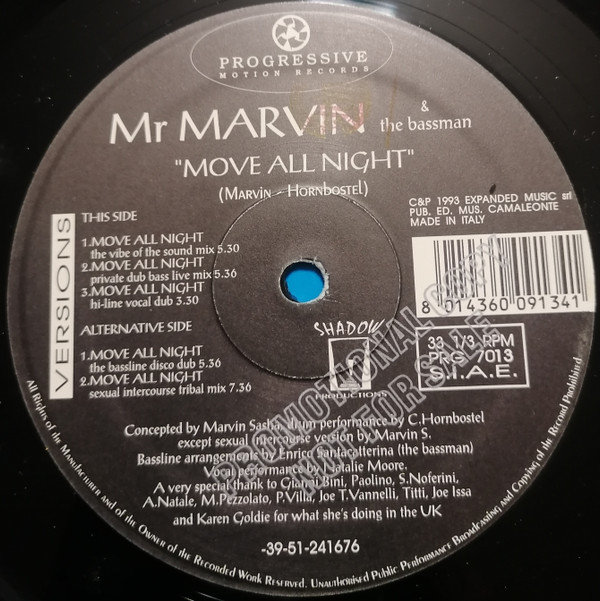 PROGRESSIVE
MOTION RECORDS
Mr MARVIN & the bassman
"MOVE ALL NIGHT"
(MARVIN - HORNBOSTEL)
C&P 1993 EXPANDED MUSIC srl
PUB. ED. MUS. CAMALEONTE
MADE IN ITALY
VERSIONS
THIS SIDE
1.MOVE ALL NIGHT
the vibe of the sound mix 5.30
2.MOVE ALL NIGHT
private dub bass live mix 5.36
3.MOVE ALL NIGHT
hi-line vocal dub 3.30
ALTERNATIVE SIDE
1.MOVE ALL NIGHT
the bassline disco dub 5.36
2.MOVE ALL NIGHT
sexual intercourse tribal mix 7.36
8 014360 091341
SHADOW
PRODUCTIONS
33 1/3 RPM
PRG 7013
S.I.A.E.
PROMOTIONAL COPY
NOT FOR SALE
Concepted by Marvin Sasha, drum performance by C.Hornbostel
except sexual intercourse version by Marvin S.
Bassline arrangements by Enrico Santacatterina (the bassman)
Vocal performance by Natalie Moore.
A very special thank to Gianni Bini, Paolino, S.Noferini,
A.Natale, M.Pezzolato, P.Villa, Joe T.Vannelli, Titti, Joe Issa
and Karen Goldie for what she's doing in the UK
-39-51-241676
All Rights of the Manufacturer and of the Owner of the Recorded Work Reserved. Unauthorised Public Performance Broadcasting and Copying of the Record Prohibited